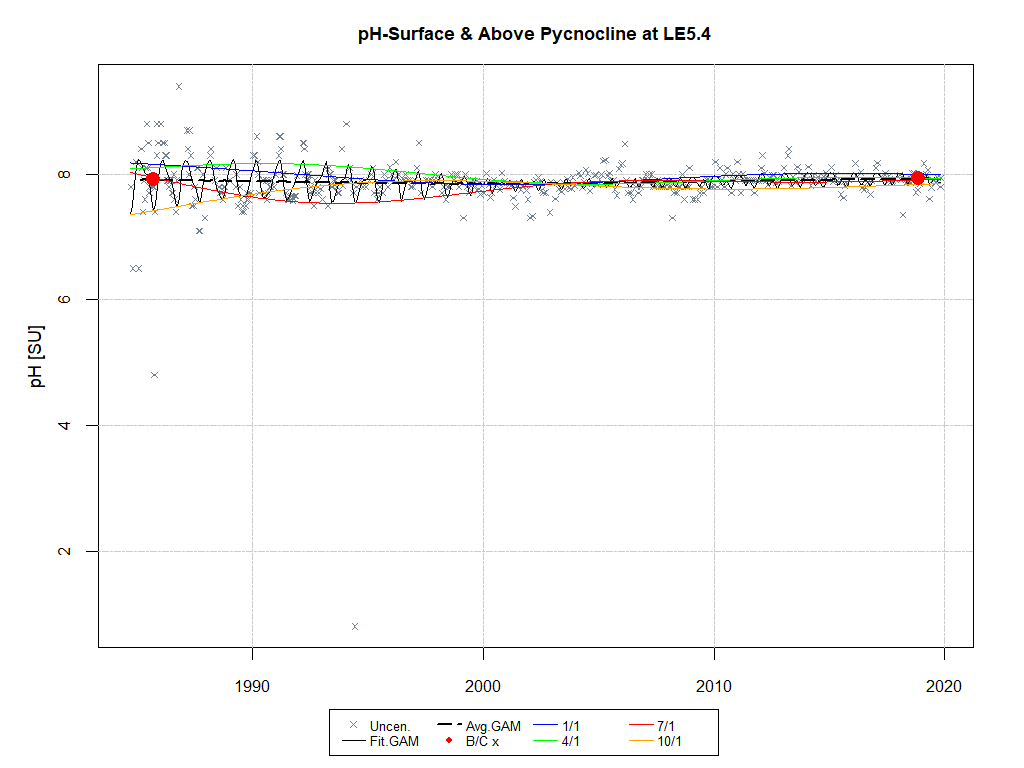 pH-Surface & Above Pycnocline at LE5.4
pH [SU]
8
6
4
2
1990 2000 2010 2020
Uncen. Avg.GAM 1/1 7/1
Fit.GAM B/C x 4/1 10/1